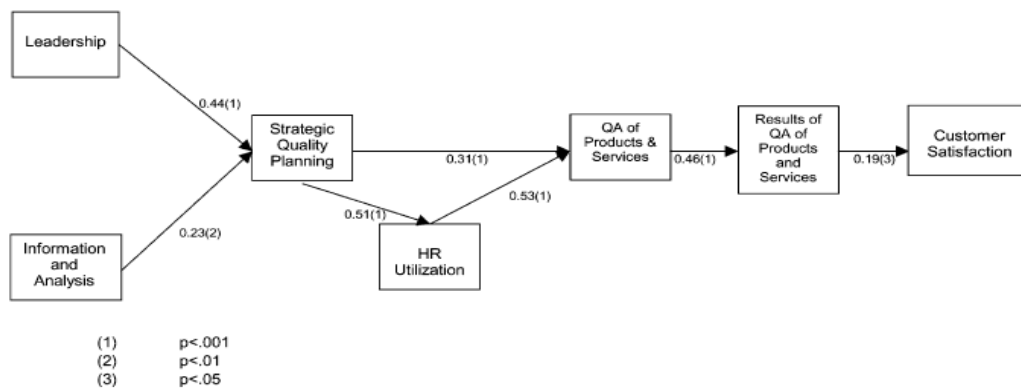 Leadership
0.44(1)
Strategic
Quality
Planning
0.31(1)
QA of
Products &
Services
0.46(1)
Results of
QA of
Products
and
Services
0.19(3)
Customer
Satisfaction
0.51(1)
0.53(1)
HR
Utilization
0.23(2)
Information
and
Analysis
(1) p<.001
(2) p<.01
(3) p<.05